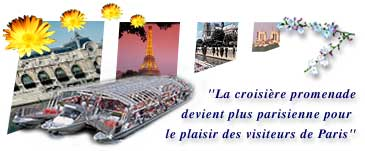 "La croisière promenade
devient plus parisienne pour
le plaisir des visiteurs de Paris"